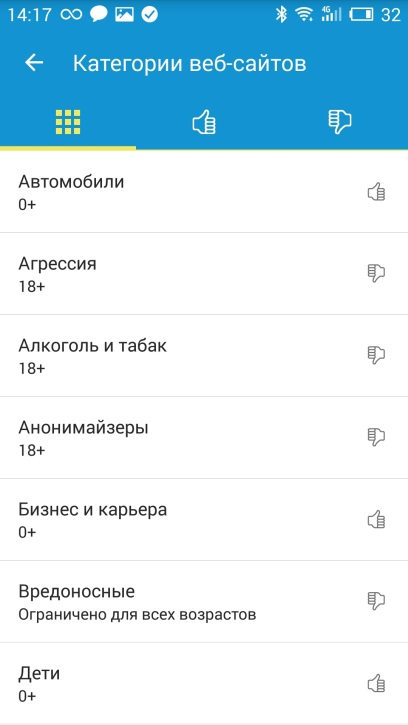 14:17
4G
32
Категории веб-сайтов
Автомобили
0+
Агрессия
18+
Алкоголь и табак
18+
Анонимайзеры
18+
Бизнес и карьера
0+
Вредоносные
Ограничено для всех возрастов
Дети
0+